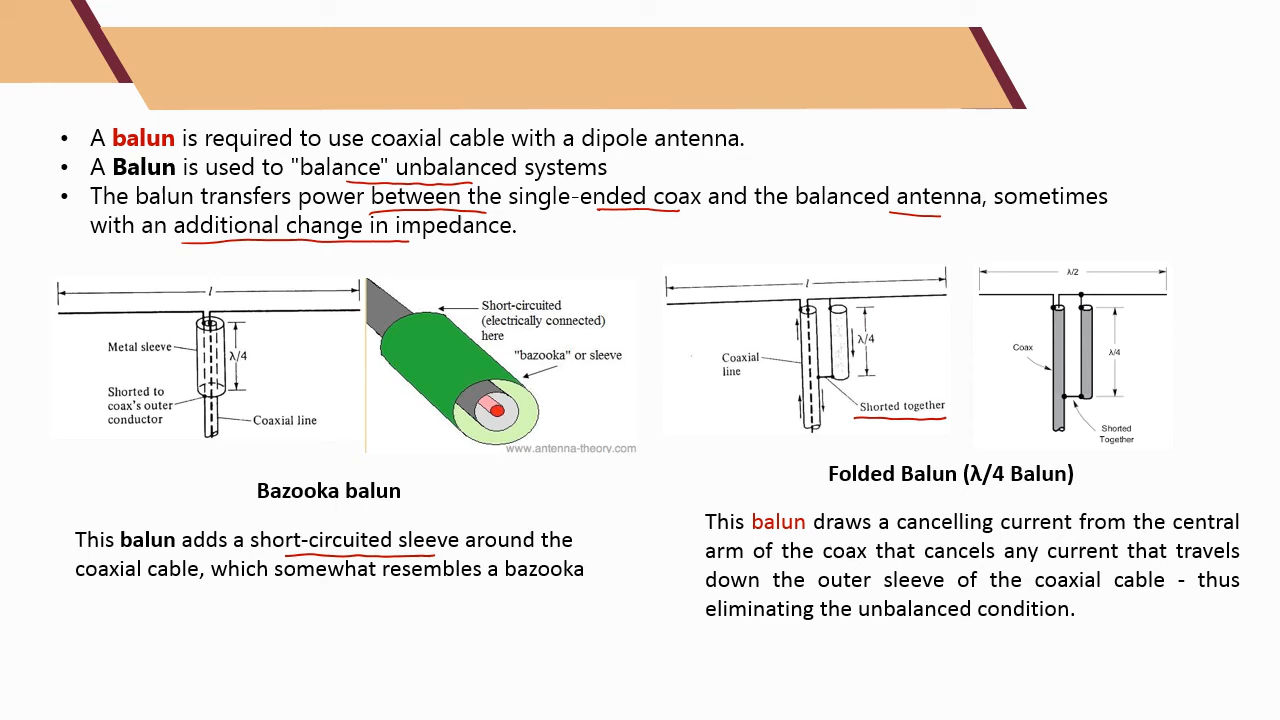 • A balun is required to use coaxial cable with a dipole antenna.
• A Balun is used to "balance" unbalanced systems
• The balun transfers power between the single-ended coax and the balanced antenna, sometimes
with an additional change in impedance.
l
Metal sleeve
λ/4
Shorted to
coax's outer
conductor
Coaxial line
Short-circuited
(electrically connected)
here
"bazooka" or sleeve
www.antenna-theory.com
l
Coaxial
line
λ/4
Shorted together
λ/2
Coax
λ/4
Shorted
Together
Bazooka balun
This balun adds a short-circuited sleeve around the
coaxial cable, which somewhat resembles a bazooka
Folded Balun (λ/4 Balun)
This balun draws a cancelling current from the central
arm of the coax that cancels any current that travels
down the outer sleeve of the coaxial cable - thus
eliminating the unbalanced condition.